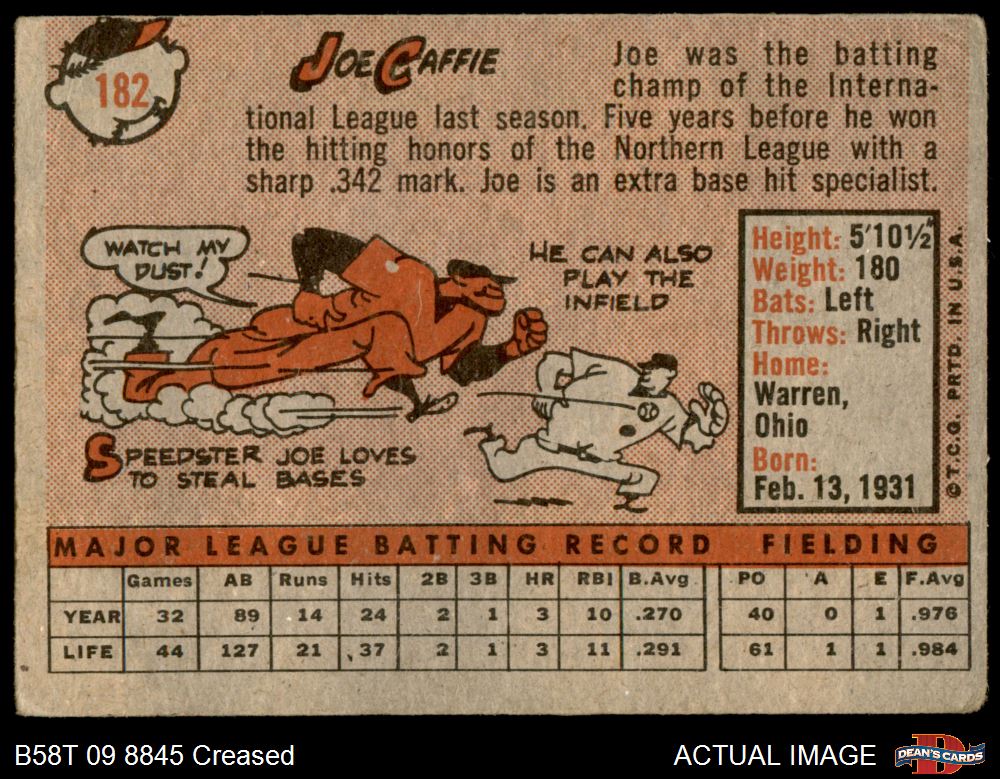 182
Joe Caffie
Joe was the batting
champ of the Interna-
tional League last season. Five years before he won
the hitting honors of the Northern League with a
sharp .342 mark. Joe is an extra base hit specialist.
WATCH MY
DUST!
HE CAN ALSO
PLAY THE
INFIELD
SPEEDSTER JOE LOVES
TO STEAL BASES
Height: 5'10½"
Weight: 180
Bats: Left
Throws: Right
Home:
Warren,
Ohio
Born:
Feb. 13, 1931
© T.C.G. PRTD. IN U.S.A.
MAJOR LEAGUE BATTING RECORD FIELDING
Games AB Runs Hits 2B 3B HR RBI B.Avg PO A E F.Avg
YEAR 32 89 14 24 2 1 3 10 .270 40 0 1 .976
LIFE 44 127 21 37 2 1 3 11 .291 61 1 1 .984
B58T 09 8845 Creased ACTUAL IMAGE DEAN'S CARDS